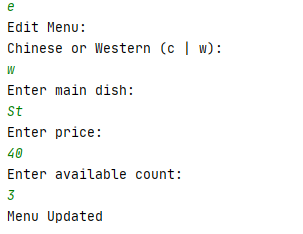 e
Edit Menu:
Chinese or Western (c | w):
w
Enter main dish:
St
Enter price:
40
Enter available count:
3
Menu Updated